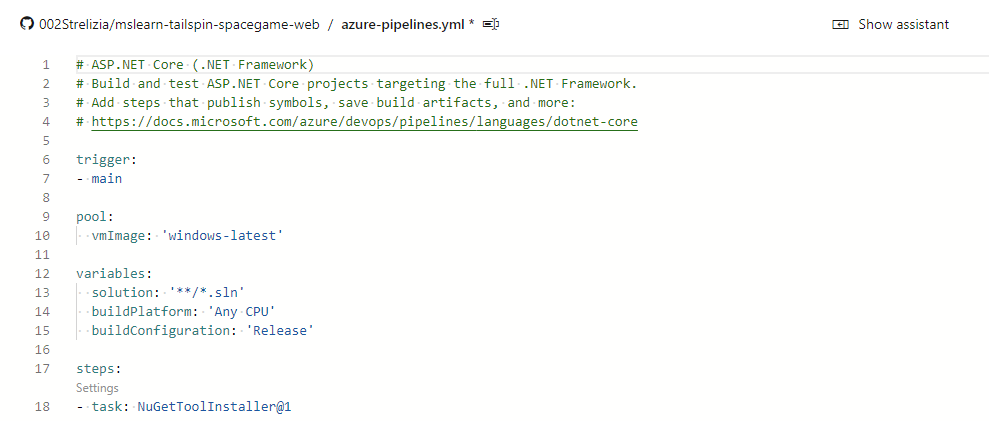 002Strelizia/mslearn-tailspin-spacegame-web / azure-pipelines.yml * Show assistant
1 # ASP.NET Core (.NET Framework)
2 # Build and test ASP.NET Core projects targeting the full .NET Framework.
3 # Add steps that publish symbols, save build artifacts, and more:
4 # https://docs.microsoft.com/azure/devops/pipelines/languages/dotnet-core
5
6 trigger:
7 - main
8
9 pool:
10   vmImage: 'windows-latest'
11
12 variables:
13   solution: '**/*.sln'
14   buildPlatform: 'Any CPU'
15   buildConfiguration: 'Release'
16
17 steps:
Settings
18 - task: NuGetToolInstaller@1